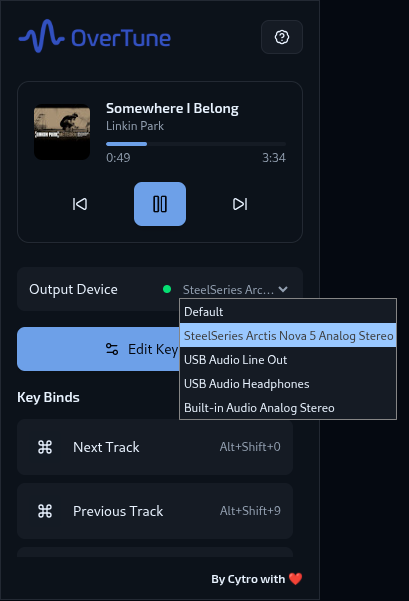 OverTune
Somewhere I Belong
Linkin Park
0:49 3:34
Output Device SteelSeries Arc...
Default
SteelSeries Arctis Nova 5 Analog Stereo
USB Audio Line Out
USB Audio Headphones
Built-in Audio Analog Stereo
Edit Key
Key Binds
Next Track Alt+Shift+0
Previous Track Alt+Shift+9
By Cytro with ❤️